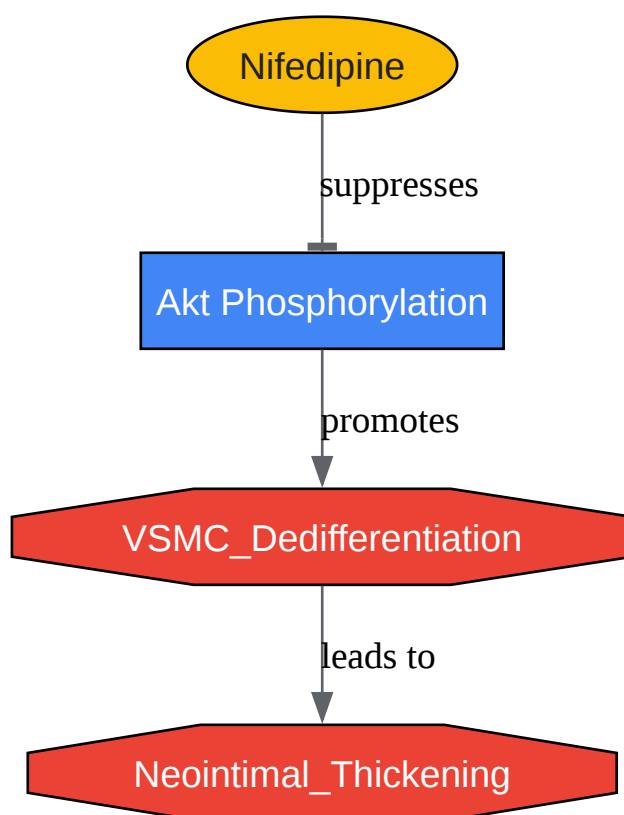 Nifedipine
suppresses
Akt Phosphorylation
promotes
VSMC_Dedifferentiation
leads to
Neointimal_Thickening